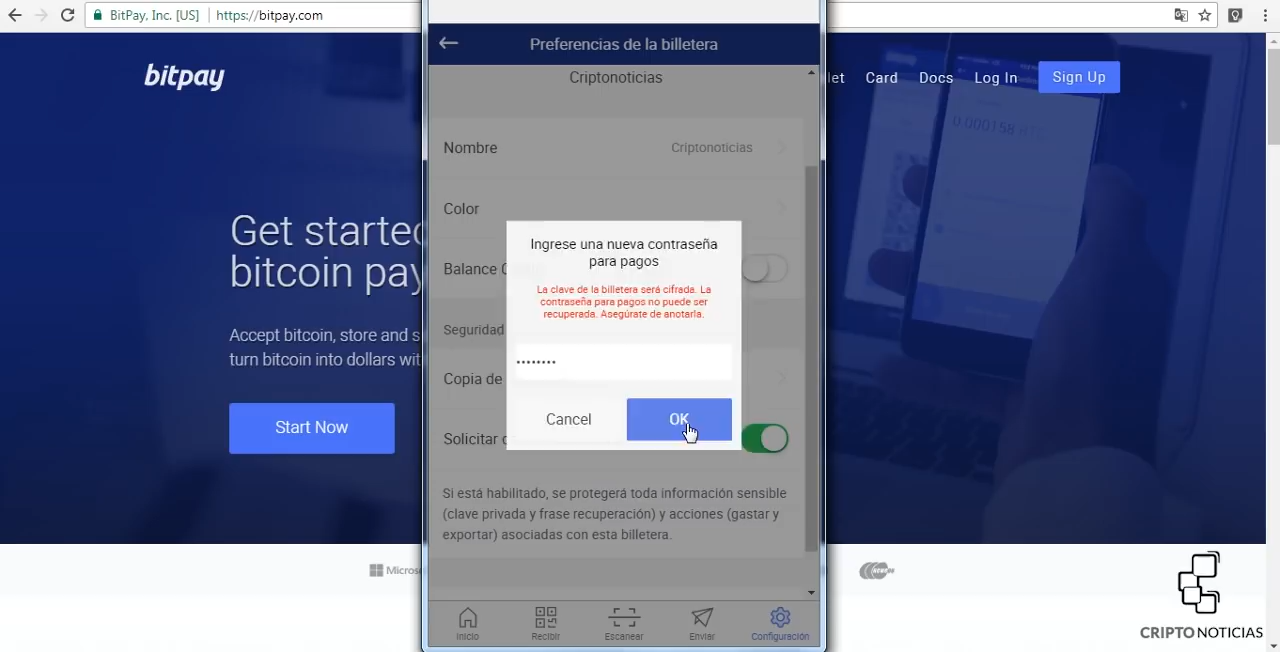 BitPay, Inc. [US]
https://bitpay.com
bitpay
Card
Docs
Log In
Sign Up
Get started
bitcoin pay
Accept bitcoin, store and s
turn bitcoin into dollars wit
Start Now
Preferencias de la billetera
Criptonoticias
Nombre
Criptonoticias
Color
Balance
Seguridad
Copia de
Solicitar
Ingrese una nueva contraseña
para pagos
La clave de la billetera será cifrada. La
contraseña para pagos no puede ser
recuperada. Asegúrate de anotarla.
••••••••
Cancel
OK
Si está habilitado, se protegerá toda información sensible
(clave privada y frase recuperación) y acciones (gastar y
exportar) asociadas con esta billetera.
Inicio
Recibir
Escanear
Enviar
Configuración
CRIPTONOTICIAS